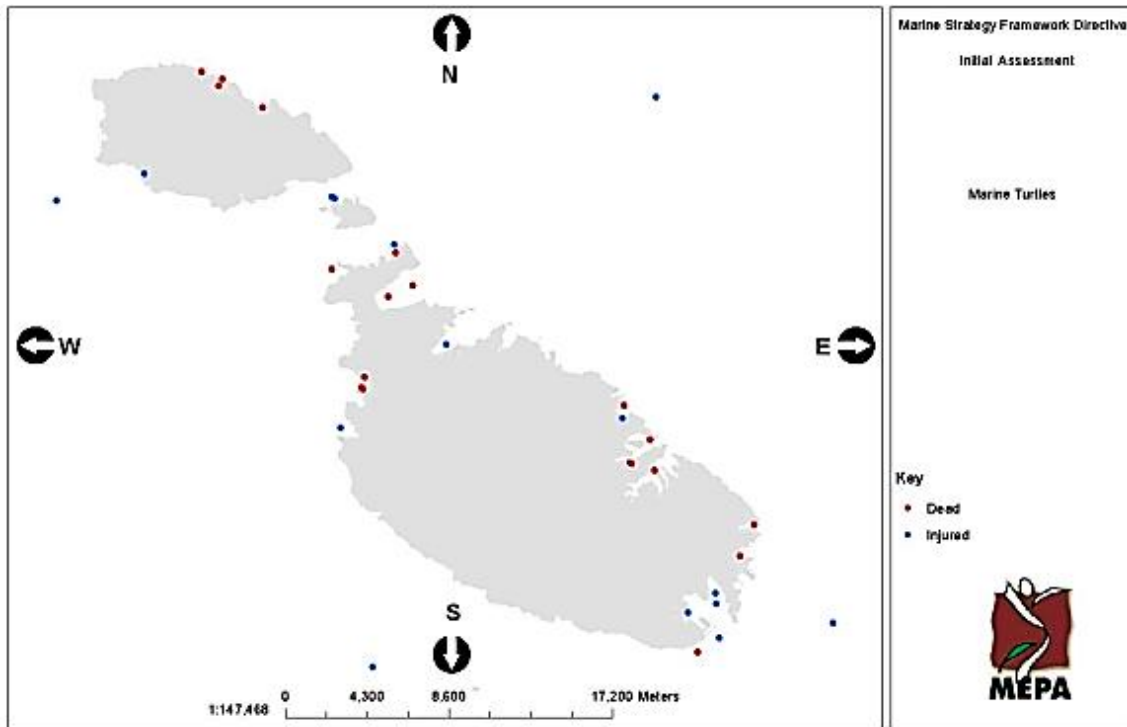 N
W
E
S
0 4,300 8,600 17,200 Meters
1:147,468
Marine Strategy Framework Directive
Initial Assessment
Marine Turtles
Key
Dead
Injured
MEPA